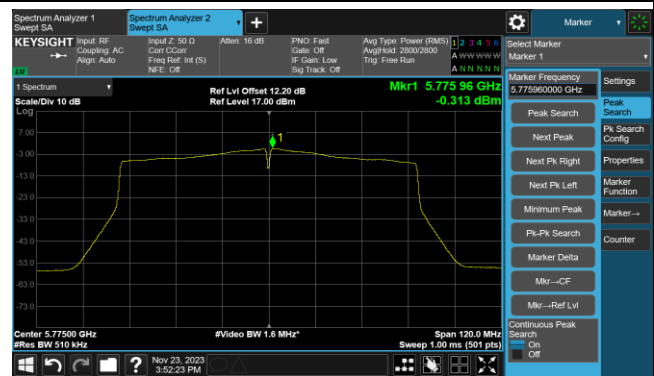 Spectrum Analyzer 1
Swept SA
Spectrum Analyzer 2
Swept SA
+
Marker
KEYSIGHT
Input: RF
Coupling: AC
Align: Auto
Input Z: 50 Ω
Corr CCorr
Freq Ref: Int (S)
NFE: Off
Atten: 16 dB
PNO: Fast
Gate: Off
IF Gain: Low
Sig Track: Off
Avg Type: Power (RMS)
Avg|Hold: 2800/2800
Trig: Free Run
1 2 3 4 5 6
A W W W W W
A N N N N N
LVI
Select Marker
Marker 1
1 Spectrum
Scale/Div 10 dB
Log
Ref Lvl Offset 12.20 dB
Ref Level 17.00 dBm
Mkr1 5.775 96 GHz
-0.313 dBm
7.00
-3.00
-13.0
-23.0
-33.0
-43.0
-53.0
-63.0
-73.0
1
Center 5.77500 GHz
#Res BW 510 kHz
#Video BW 1.6 MHz*
Span 120.0 MHz
Sweep 1.00 ms (501 pts)
Marker Frequency
5.775960000 GHz
Peak Search
Next Peak
Next Pk Right
Next Pk Left
Minimum Peak
Pk-Pk Search
Marker Delta
Mkr→CF
Mkr→Ref Lvl
Continuous Peak
Search
On
Off
Settings
Peak
Search
Pk Search
Config
Properties
Marker
Function
Marker→
Counter
?
Nov 23, 2023
3:52:23 PM